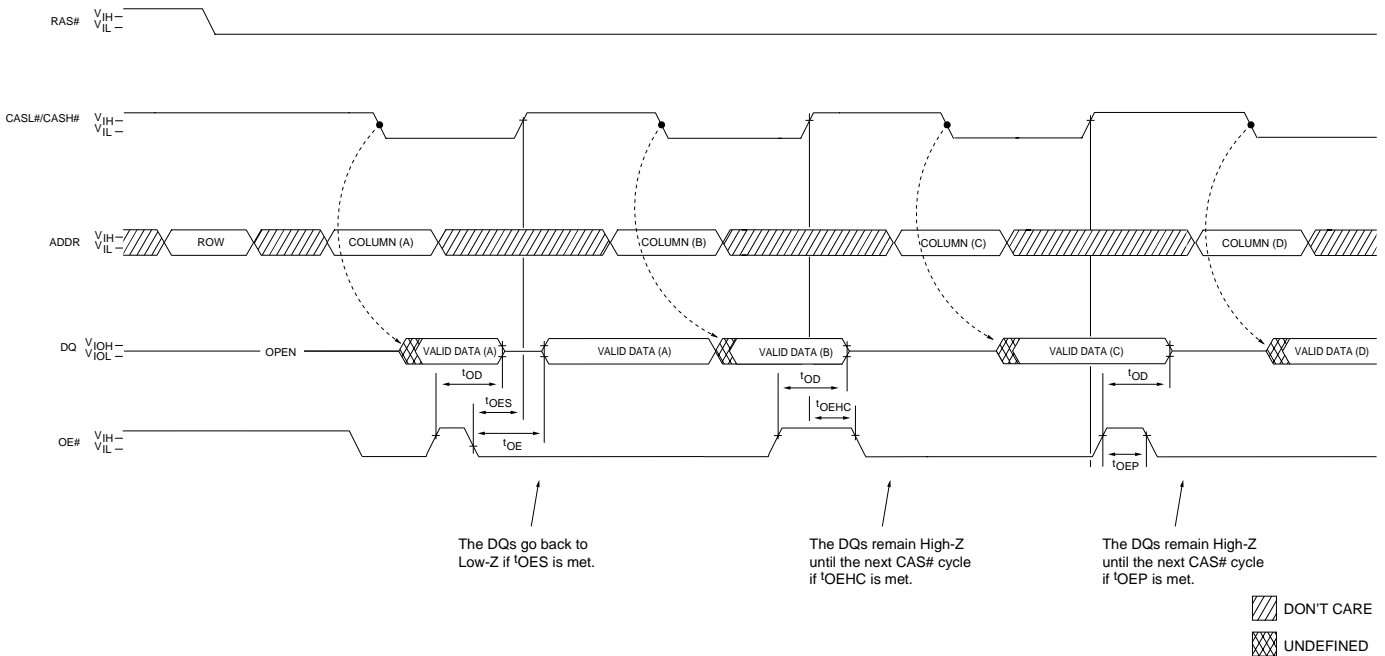 RAS# VIH VIL
CASL#/CASH# VIH VIL
ADDR VIH VIL ROW COLUMN (A) COLUMN (B) COLUMN (C) COLUMN (D)
DQ VIOH VIOL OPEN VALID DATA (A) VALID DATA (A) VALID DATA (B) VALID DATA (C) VALID DATA (D)
tOD tOD tOD
tOES tOEHC
OE# VIH VIL tOE tOEP
The DQs go back to
Low-Z if tOES is met.
The DQs remain High-Z
until the next CAS# cycle
if tOEHC is met.
The DQs remain High-Z
until the next CAS# cycle
if tOEP is met.
DON'T CARE
UNDEFINED